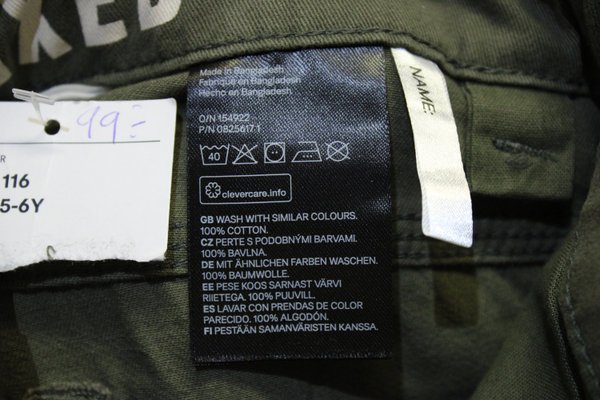 KED
99:-
116
5-6Y
Made in Bangladesh
Fabriqué en Bangladesh
Hecho en Bangladesh
O/N 154922
P/N 0825617 1
40
clevercare.info
GB WASH WITH SIMILAR COLOURS.
100% COTTON.
CZ PERTE S PODOBNÝMI BARVAMI.
100% BAVLNA.
DE MIT ÄHNLICHEN FARBEN WASCHEN.
100% BAUMWOLLE.
EE PESE KOOS SARNAST VÄRVI
RIIETEGA. 100% PUUVILL.
ES LAVAR CON PRENDAS DE COLOR
PARECIDO. 100% ALGODÓN.
FI PESTÄÄN SAMANVÄRISTEN KANSSA.
NAME: